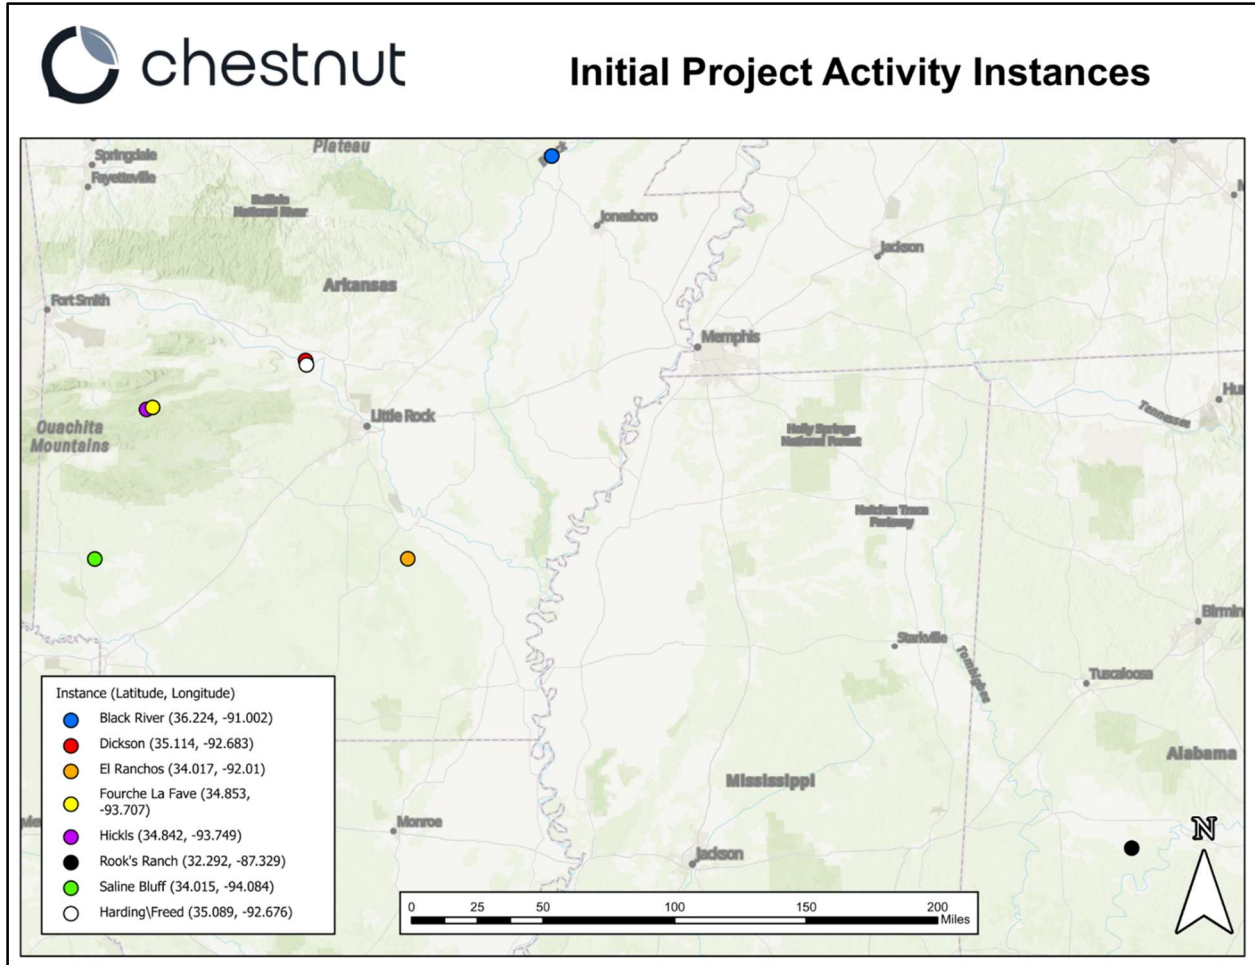 chestnut
Initial Project Activity Instances
Plateau
Springdale
Fayetteville
Buffalo
National River
Black
Jonesboro
Jackson
Arkansas
Fort Smith
Memphis
Little Rock
Ouachita
Mountains
Holly Springs
National Forest
Tennessee
Hu
Natchez Trace
Parkway
Birmin
Starkville
Tombigbee
Tuscaloosa
Alabama
Mississippi
Monroe
Jackson
Instance (Latitude, Longitude)
Black River (36.224, -91.002)
Dickson (35.114, -92.683)
El Ranchos (34.017, -92.01)
Fourche La Fave (34.853,
-93.707)
Hickls (34.842, -93.749)
Rook's Ranch (32.292, -87.329)
Saline Bluff (34.015, -94.084)
Harding\Freed (35.089, -92.676)
0 25 50 100 150 200
Miles
N